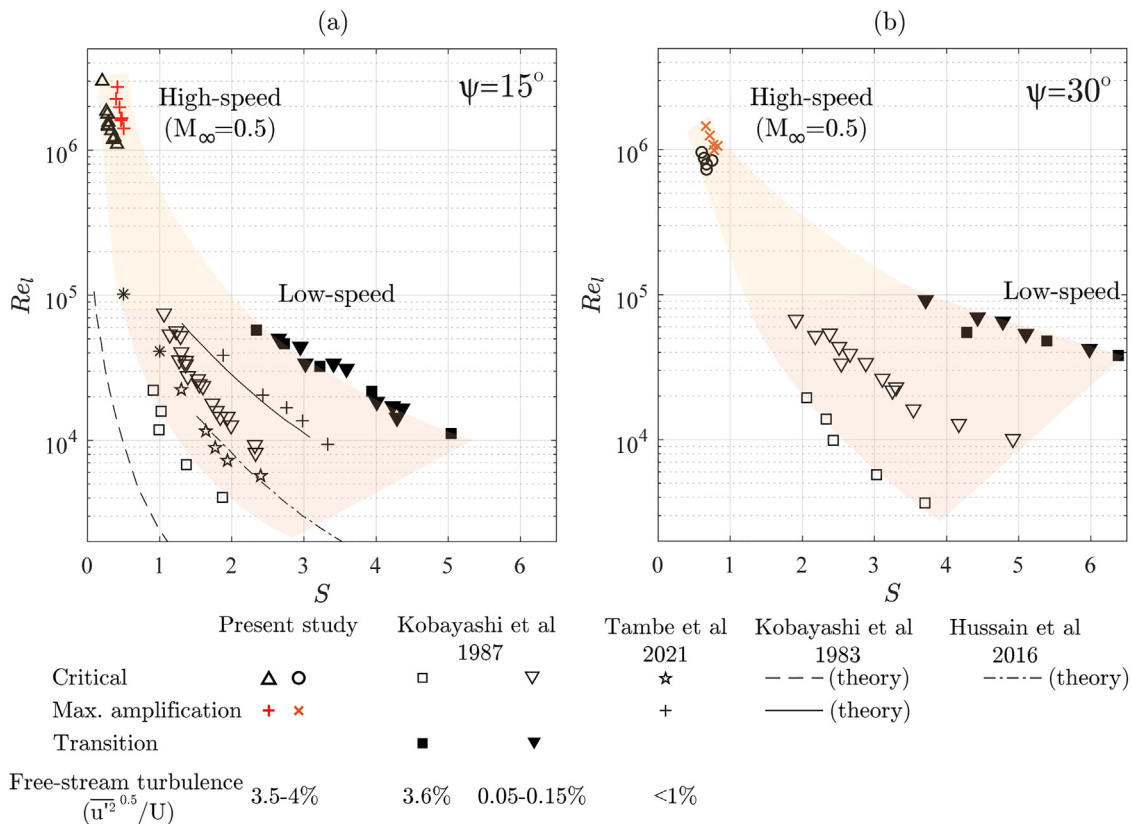 (a) (b)
High-speed
(M∞=0.5)
ψ=15°
Low-speed
10⁶
10⁵
10⁴
Re_l
0 1 2 3 4 5 6
S
High-speed
(M∞=0.5)
ψ=30°
Low-speed
10⁶
10⁵
10⁴
Re_l
0 1 2 3 4 5 6
S
Present study Kobayashi et al 1987 Tambe et al 2021 Kobayashi et al 1983 Hussain et al 2016
Critical (theory) (theory)
Max. amplification (theory)
Transition
Free-stream turbulence
(u'² ⁰·⁵/U) 3.5-4% 3.6% 0.05-0.15% <1%